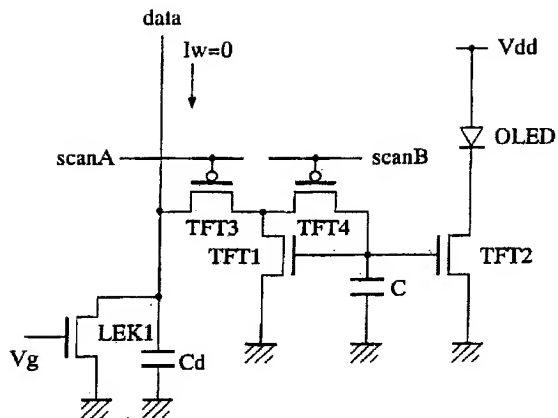 data
Iw=0
Vdd
OLED
scanA
scanB
TFT3
TFT4
TFT1
TFT2
C
LEK1
Vg
Cd